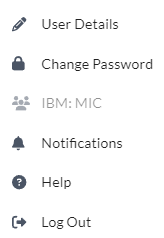 User Details
Change Password
IBM: MIC
Notifications
Help
Log Out